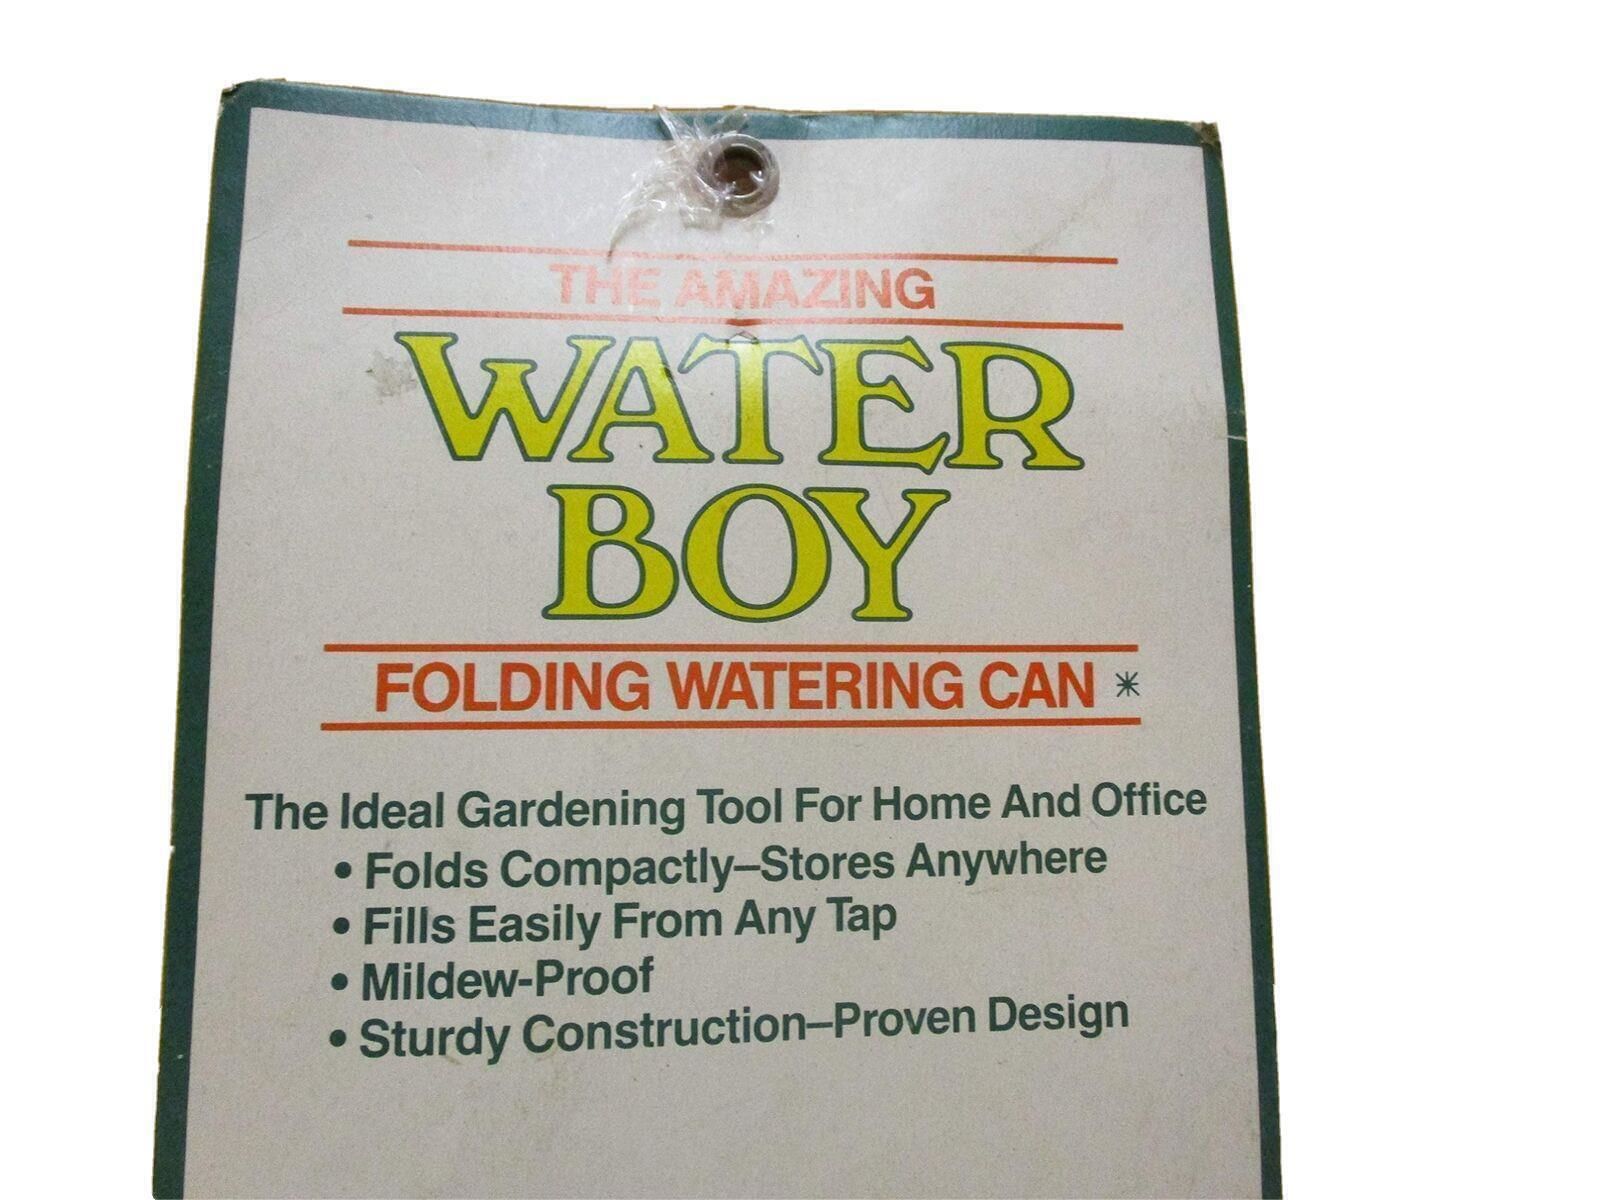 THE AMAZING
WATER
BOY
FOLDING WATERING CAN *
The Ideal Gardening Tool For Home And Office
• Folds Compactly–Stores Anywhere
• Fills Easily From Any Tap
• Mildew-Proof
• Sturdy Construction–Proven Design